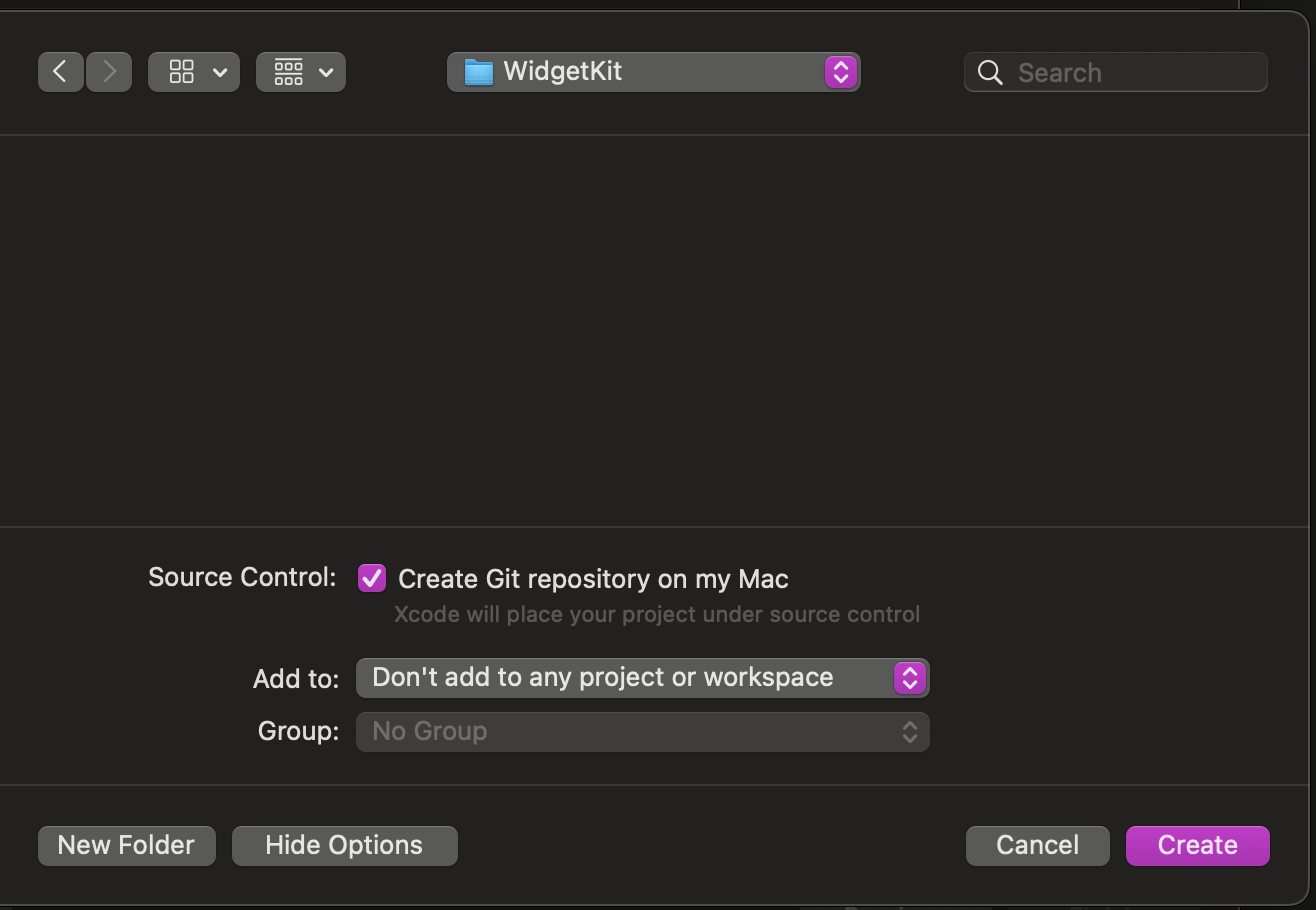 WidgetKit
Search
Source Control:
Create Git repository on my Mac
Xcode will place your project under source control
Add to:
Don't add to any project or workspace
Group:
No Group
New Folder
Hide Options
Cancel
Create